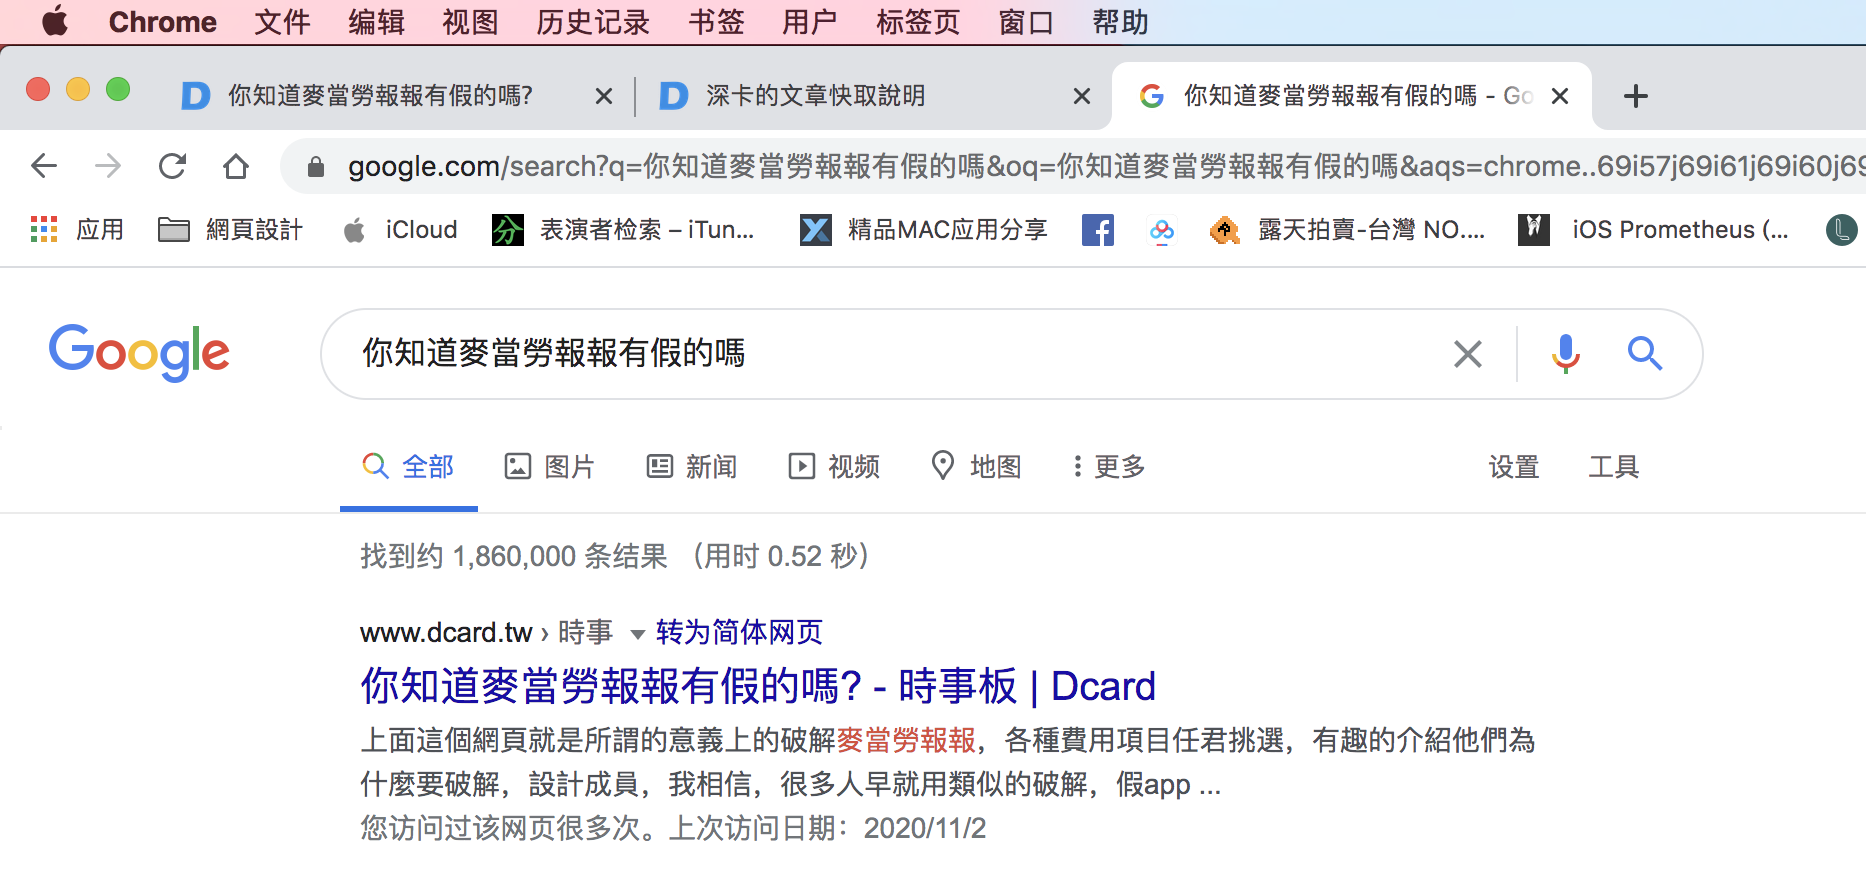 Chrome 文件 编辑 视图 历史记录 书签 用户 标签页 窗口 帮助
你知道麥當勞報報有假的嗎? 深卡的文章快取說明 你知道麥當勞報報有假的嗎 - Go
google.com/search?q=你知道麥當勞報報有假的嗎&oq=你知道麥當勞報報有假的嗎&aqs=chrome..69i57j69i61j69i60j69
应用 網頁設計 iCloud 分 表演者检索 – iTun... 精品MAC应用分享 露天拍賣-台灣 NO.... iOS Prometheus (...
Google 你知道麥當勞報報有假的嗎
全部 图片 新闻 视频 地图 更多 设置 工具
找到约 1,860,000 条结果 （用时 0.52 秒）
www.dcard.tw › 時事 转为简体网页
你知道麥當勞報報有假的嗎? - 時事板 | Dcard
上面這個網頁就是所謂的意義上的破解麥當勞報報，各種費用項目任君挑選，有趣的介紹他們為
什麼要破解，設計成員，我相信，很多人早就用類似的破解，假app ...
您访问过该网页很多次。上次访问日期：2020/11/2